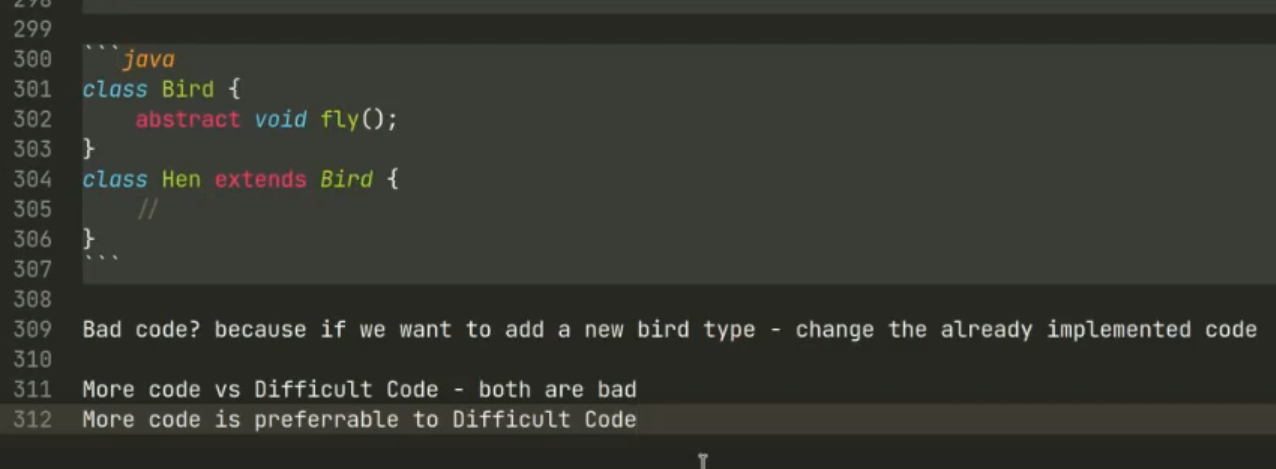 298
299
300 ```java
301 class Bird {
302     abstract void fly();
303 }
304 class Hen extends Bird {
305     //
306 }
307 ```
308
309 Bad code? because if we want to add a new bird type - change the already implemented code
310
311 More code vs Difficult Code - both are bad
312 More code is preferrable to Difficult Code